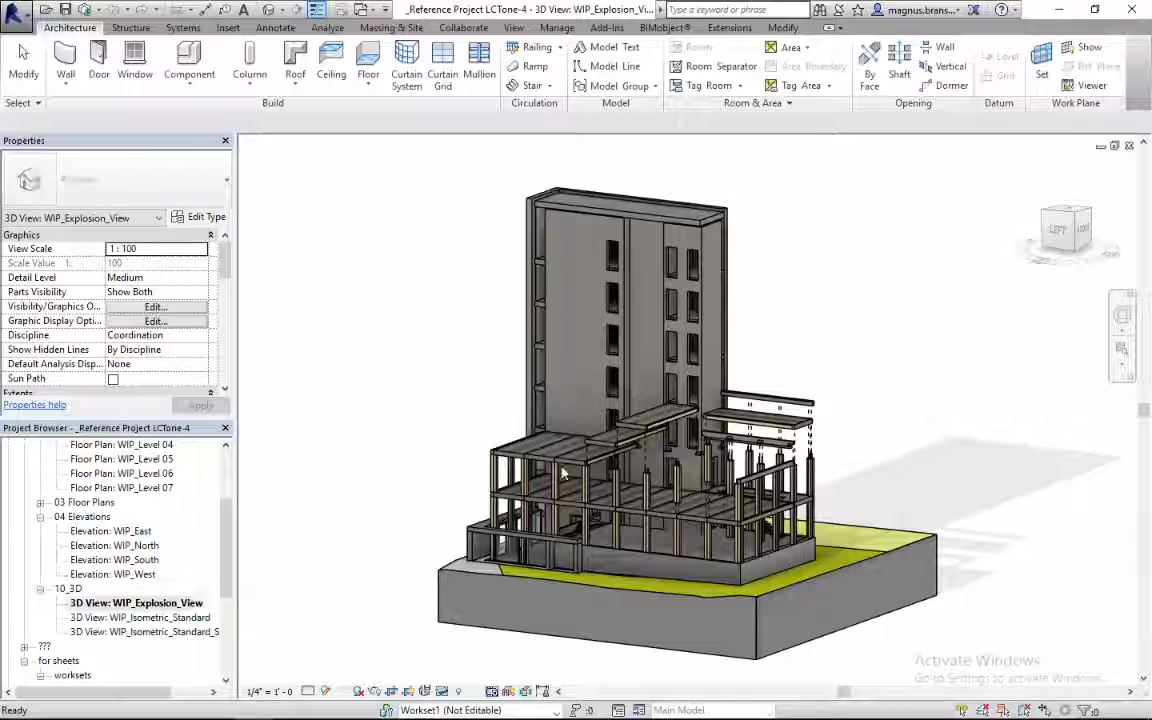 _Reference Project LCTone-4 - 3D View: WIP_Explosion_Vi...
Type a keyword or phrase
magnus.brans...
Architecture Structure Systems Insert Annotate Analyze Massing & Site Collaborate View Manage Add-Ins BIMobject® Extensions Modify
Modify Wall Door Window Component Column Roof Ceiling Floor Curtain System Curtain Grid Mullion
Railing
Ramp
Stair
Model Text
Model Line
Model Group
Room
Room Separator
Tag Room
Area
Area Boundary
Tag Area
By Face
Shaft
Wall
Vertical
Dormer
Level
Grid
Set
Show
Ref Plane
Viewer
Select Build Circulation Model Room & Area Opening Datum Work Plane
Properties
3D View: WIP_Explosion_View Edit Type
Graphics
View Scale 1 : 100
Scale Value 1: 100
Detail Level Medium
Parts Visibility Show Both
Visibility/Graphics O... Edit...
Graphic Display Opti... Edit...
Discipline Coordination
Show Hidden Lines By Discipline
Default Analysis Disp... None
Sun Path
Extents
Properties help Apply
Project Browser - _Reference Project LCTone-4
Floor Plan: WIP_Level 04
Floor Plan: WIP_Level 05
Floor Plan: WIP_Level 06
Floor Plan: WIP_Level 07
03 Floor Plans
04 Elevations
Elevation: WIP_East
Elevation: WIP_North
Elevation: WIP_South
Elevation: WIP_West
10_3D
3D View: WIP_Explosion_View
3D View: WIP_Isometric_Standard
3D View: WIP_Isometric_Standard_S
???
for sheets
worksets
LEFT
Activate Windows
Go to Settings to activate Windows.
1/4" = 1'-0
Ready
Workset1 (Not Editable)
:0
Main Model
:0